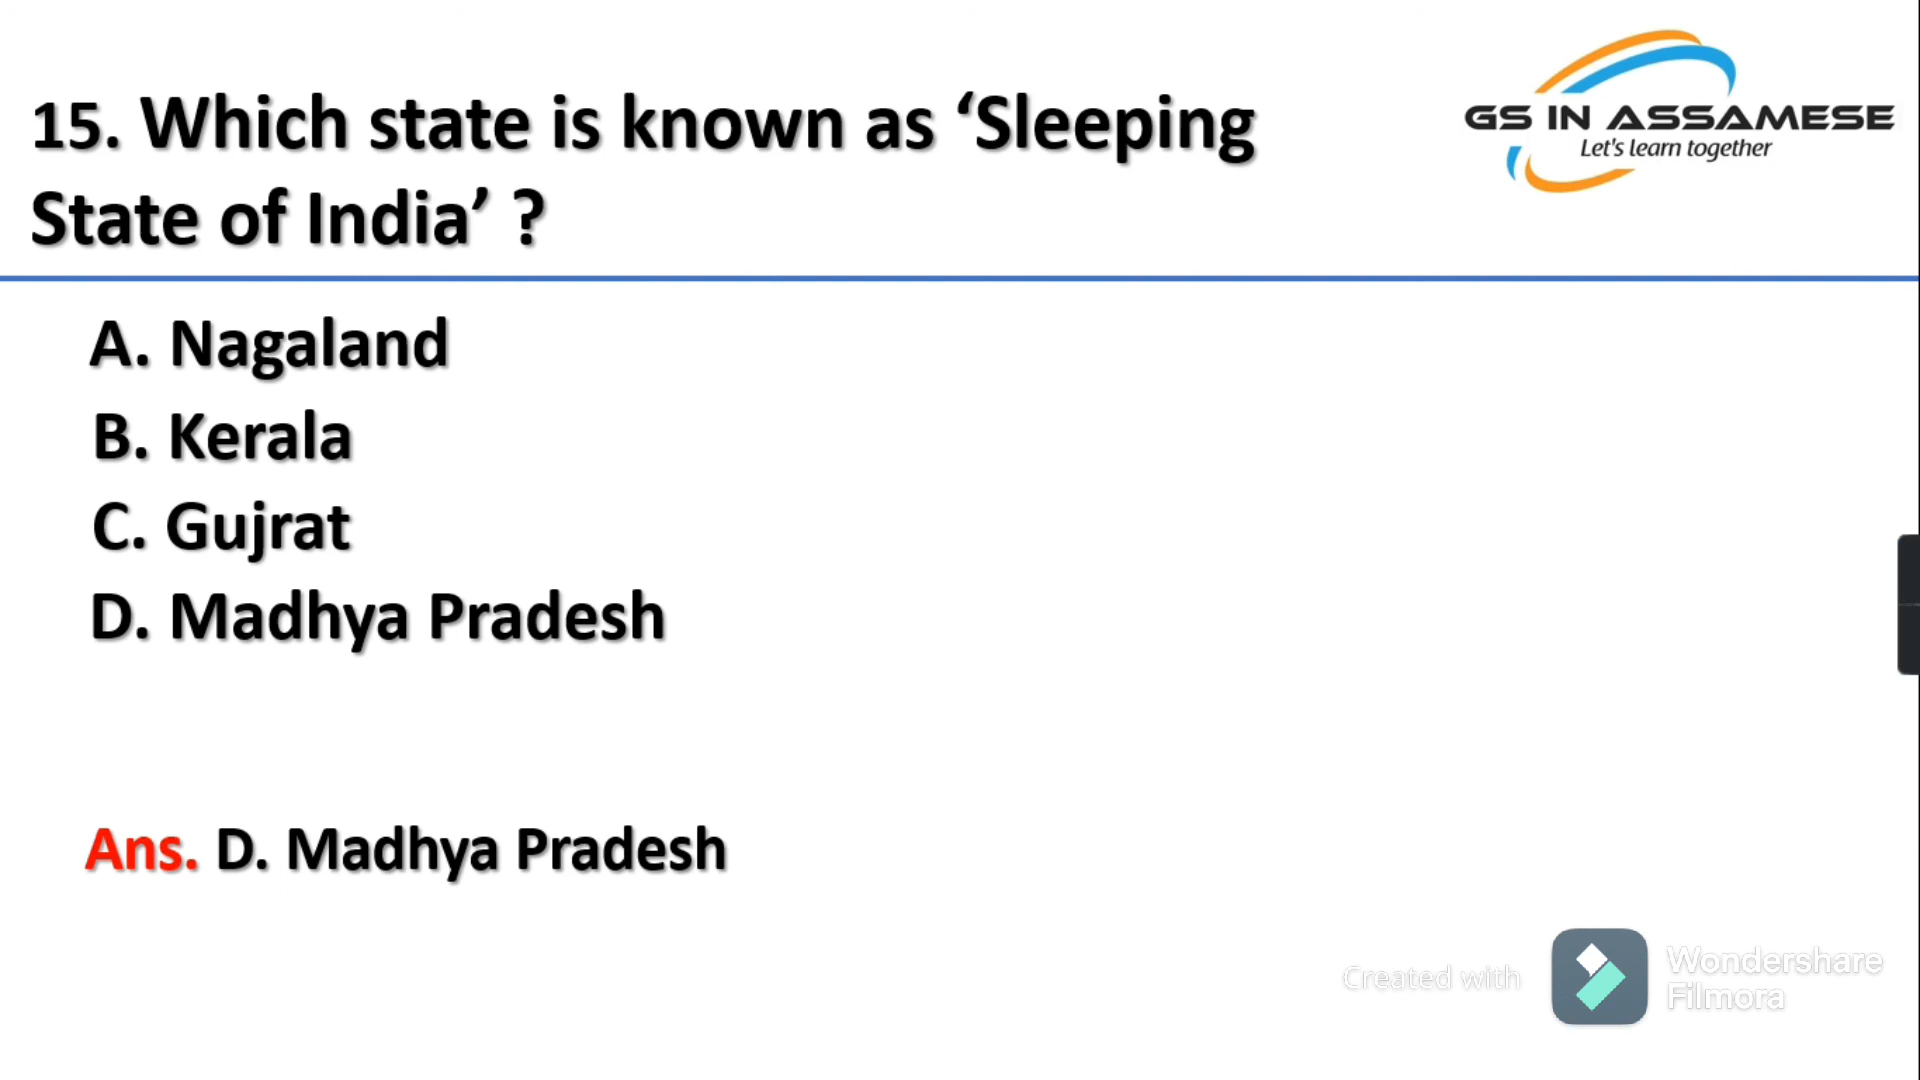 15. Which state is known as ‘Sleeping
State of India’ ?
GS IN ASSAMESE
Let's learn together
A. Nagaland
B. Kerala
C. Gujrat
D. Madhya Pradesh
Ans. D. Madhya Pradesh
Created with
Wondershare
Filmora